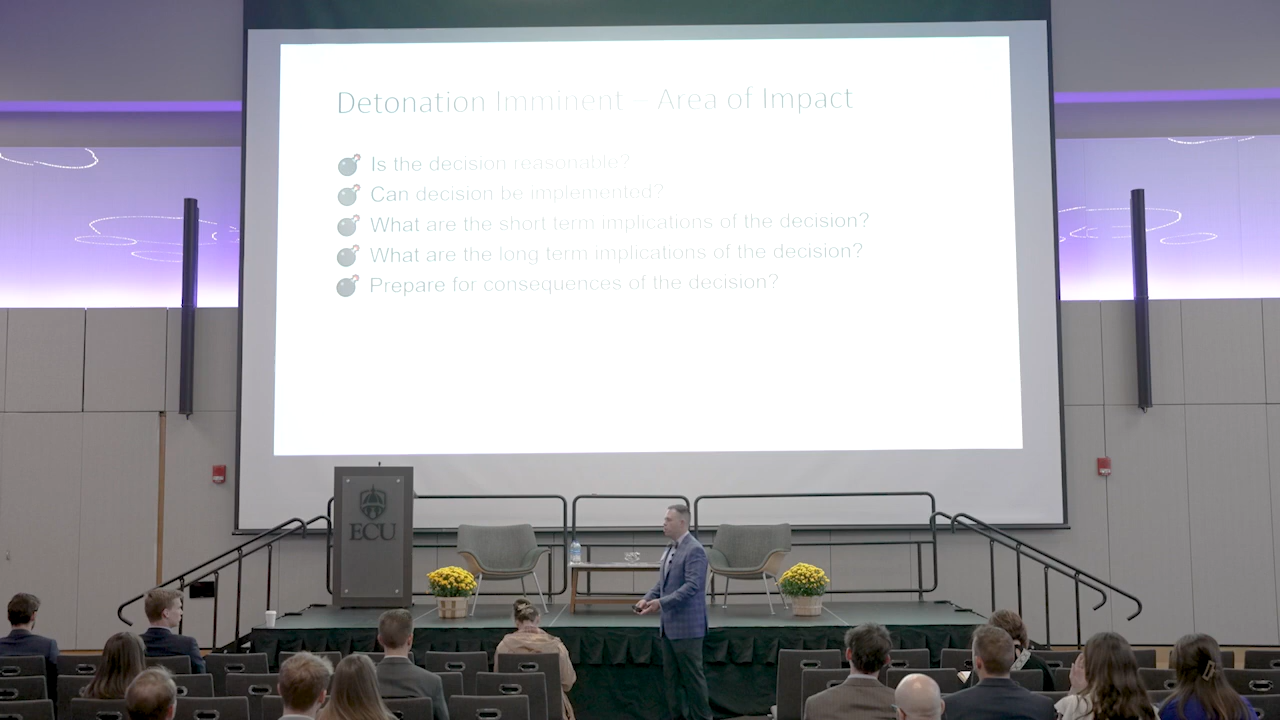 Detonation Imminent – Area of Impact
Is the decision reasonable?
Can decision be implemented?
What are the short term implications of the decision?
What are the long term implications of the decision?
Prepare for consequences of the decision?
ECU